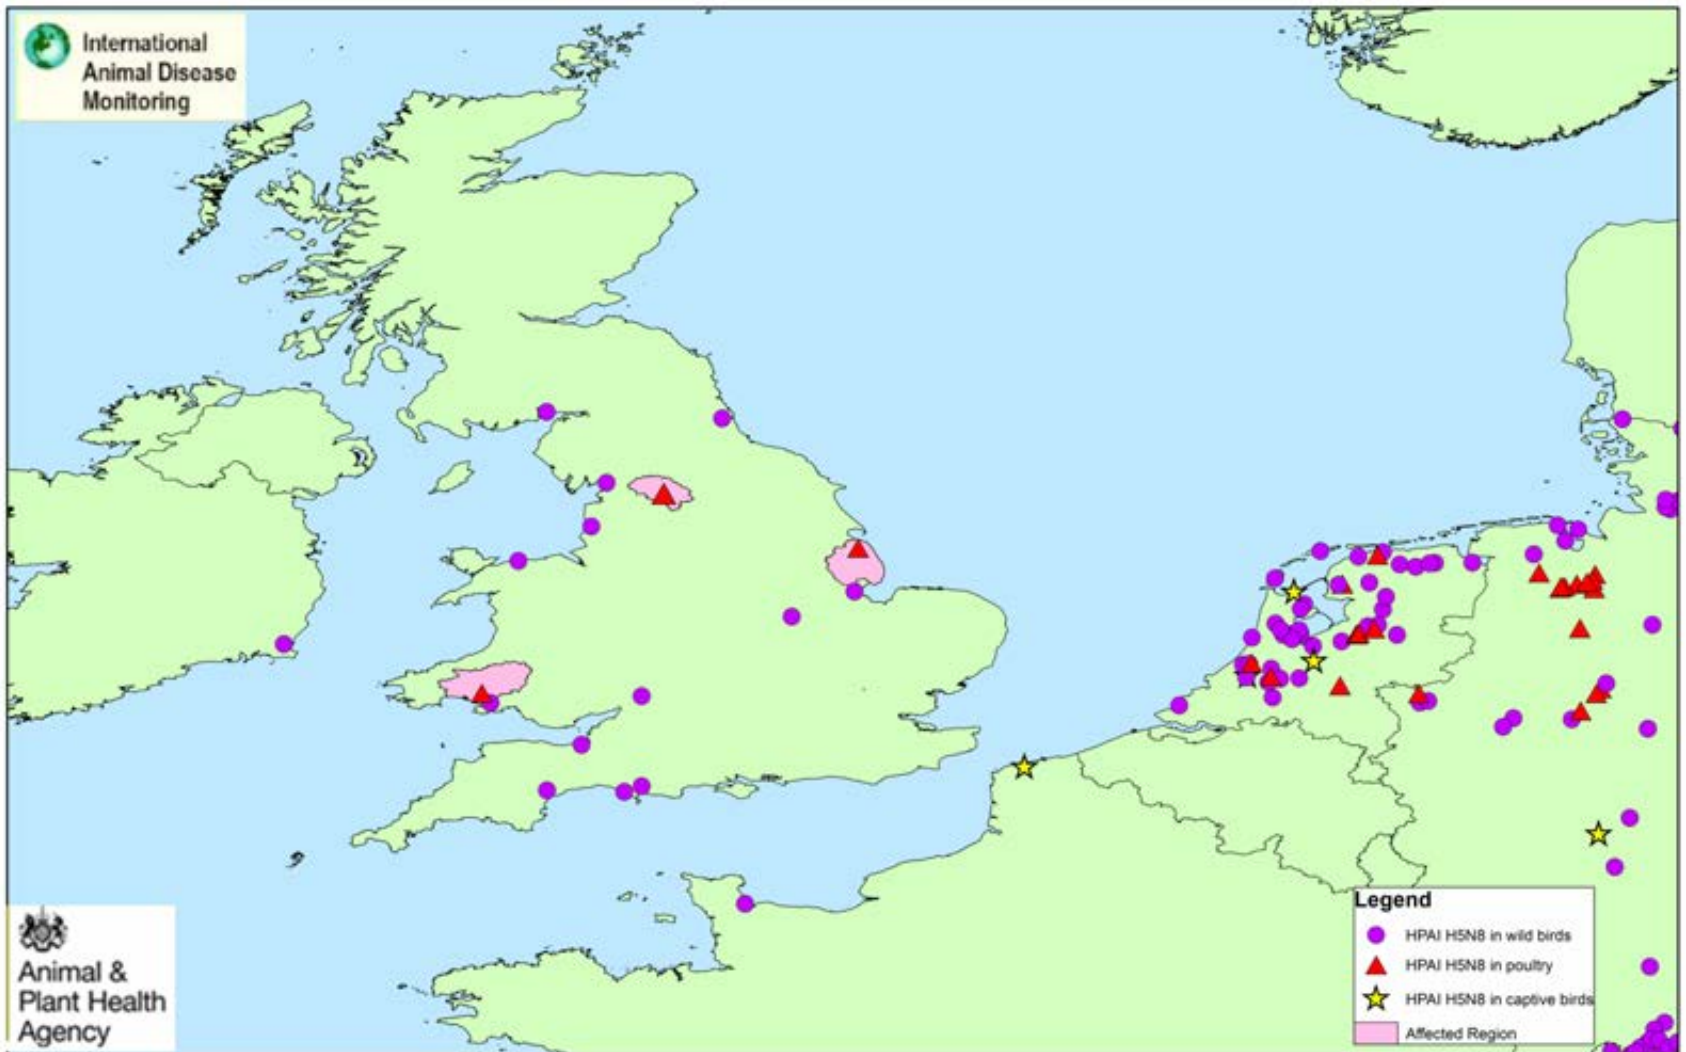 International
Animal Disease
Monitoring
Animal &
Plant Health
Agency
Legend
HPAI H5N8 in wild birds
HPAI H5N8 in poultry
HPAI H5N8 in captive birds
Affected Region